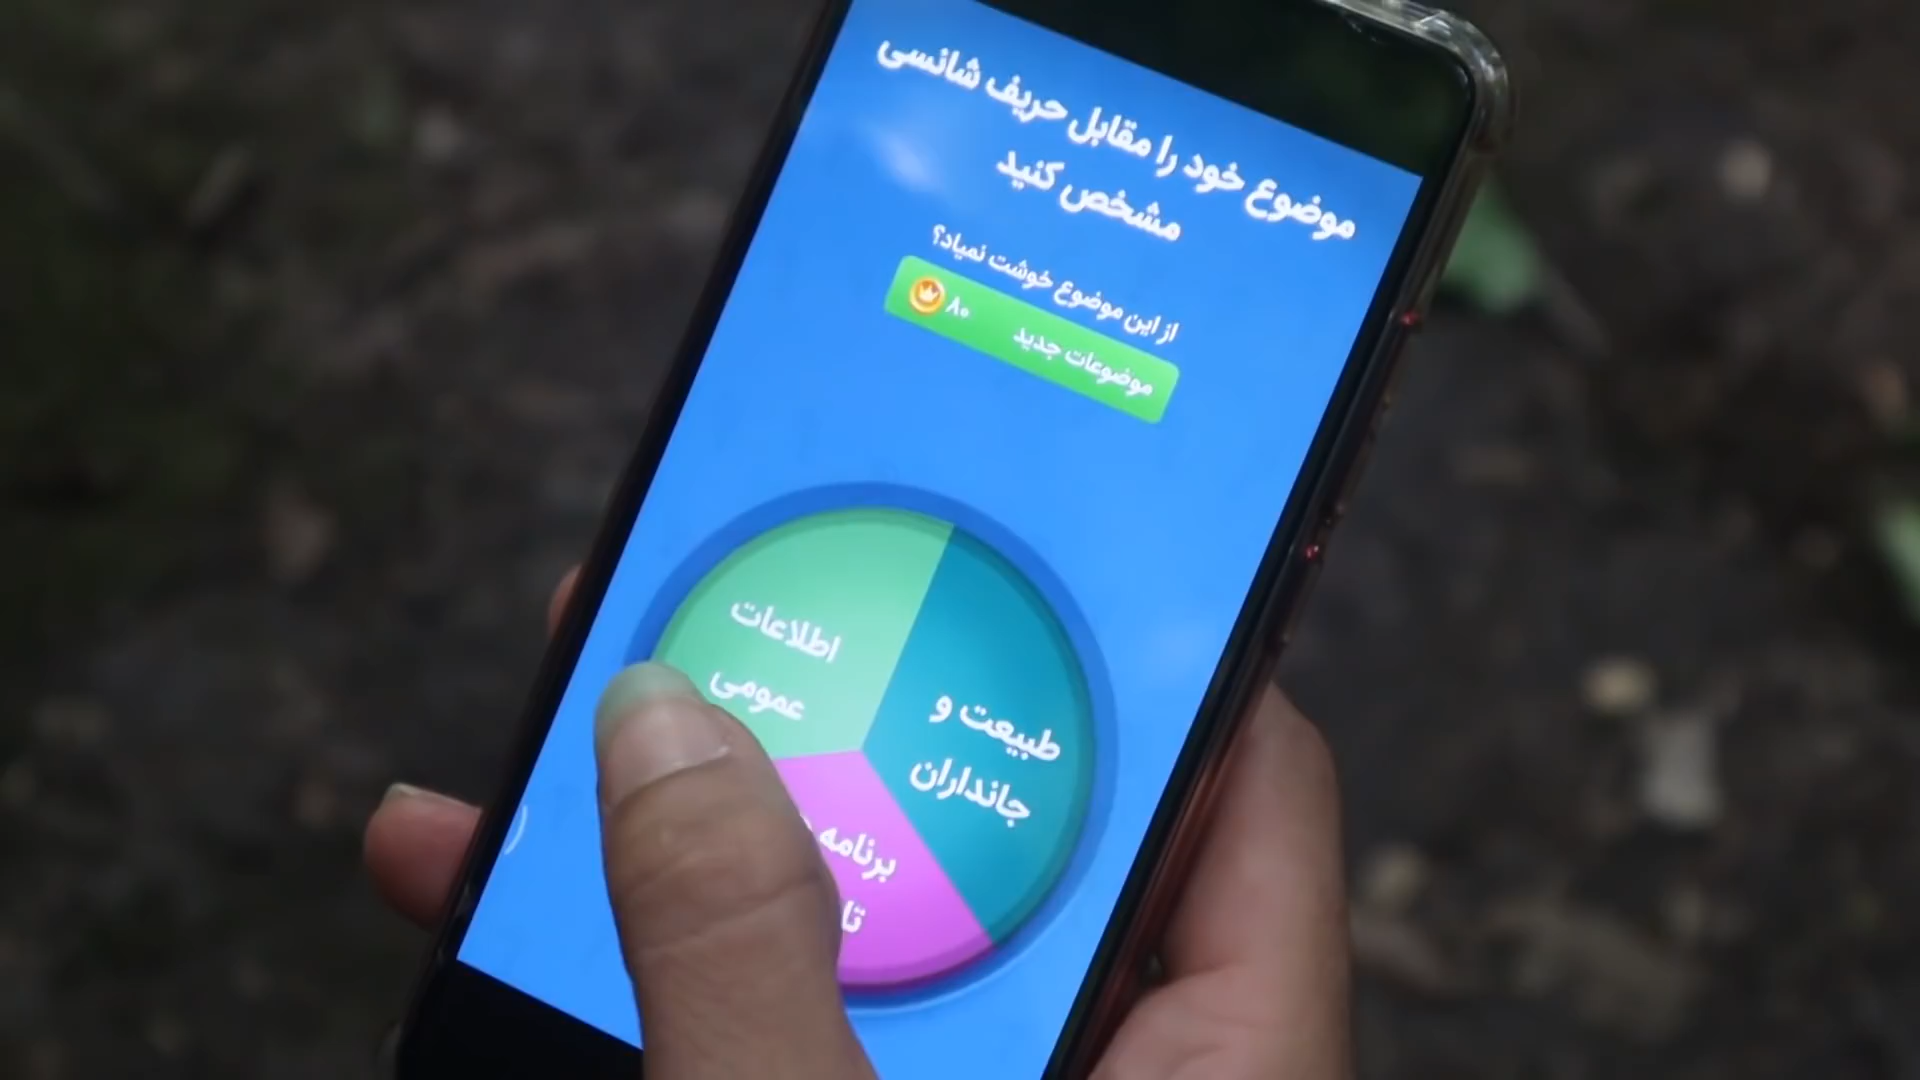 موضوع خود را مقابل حریف شانسی
مشخص کنید
از این موضوع خوشت نمیاد؟
موضوعات جدید ۸۰
اطلاعات
عمومی
طبیعت و
جانداران
برنامه